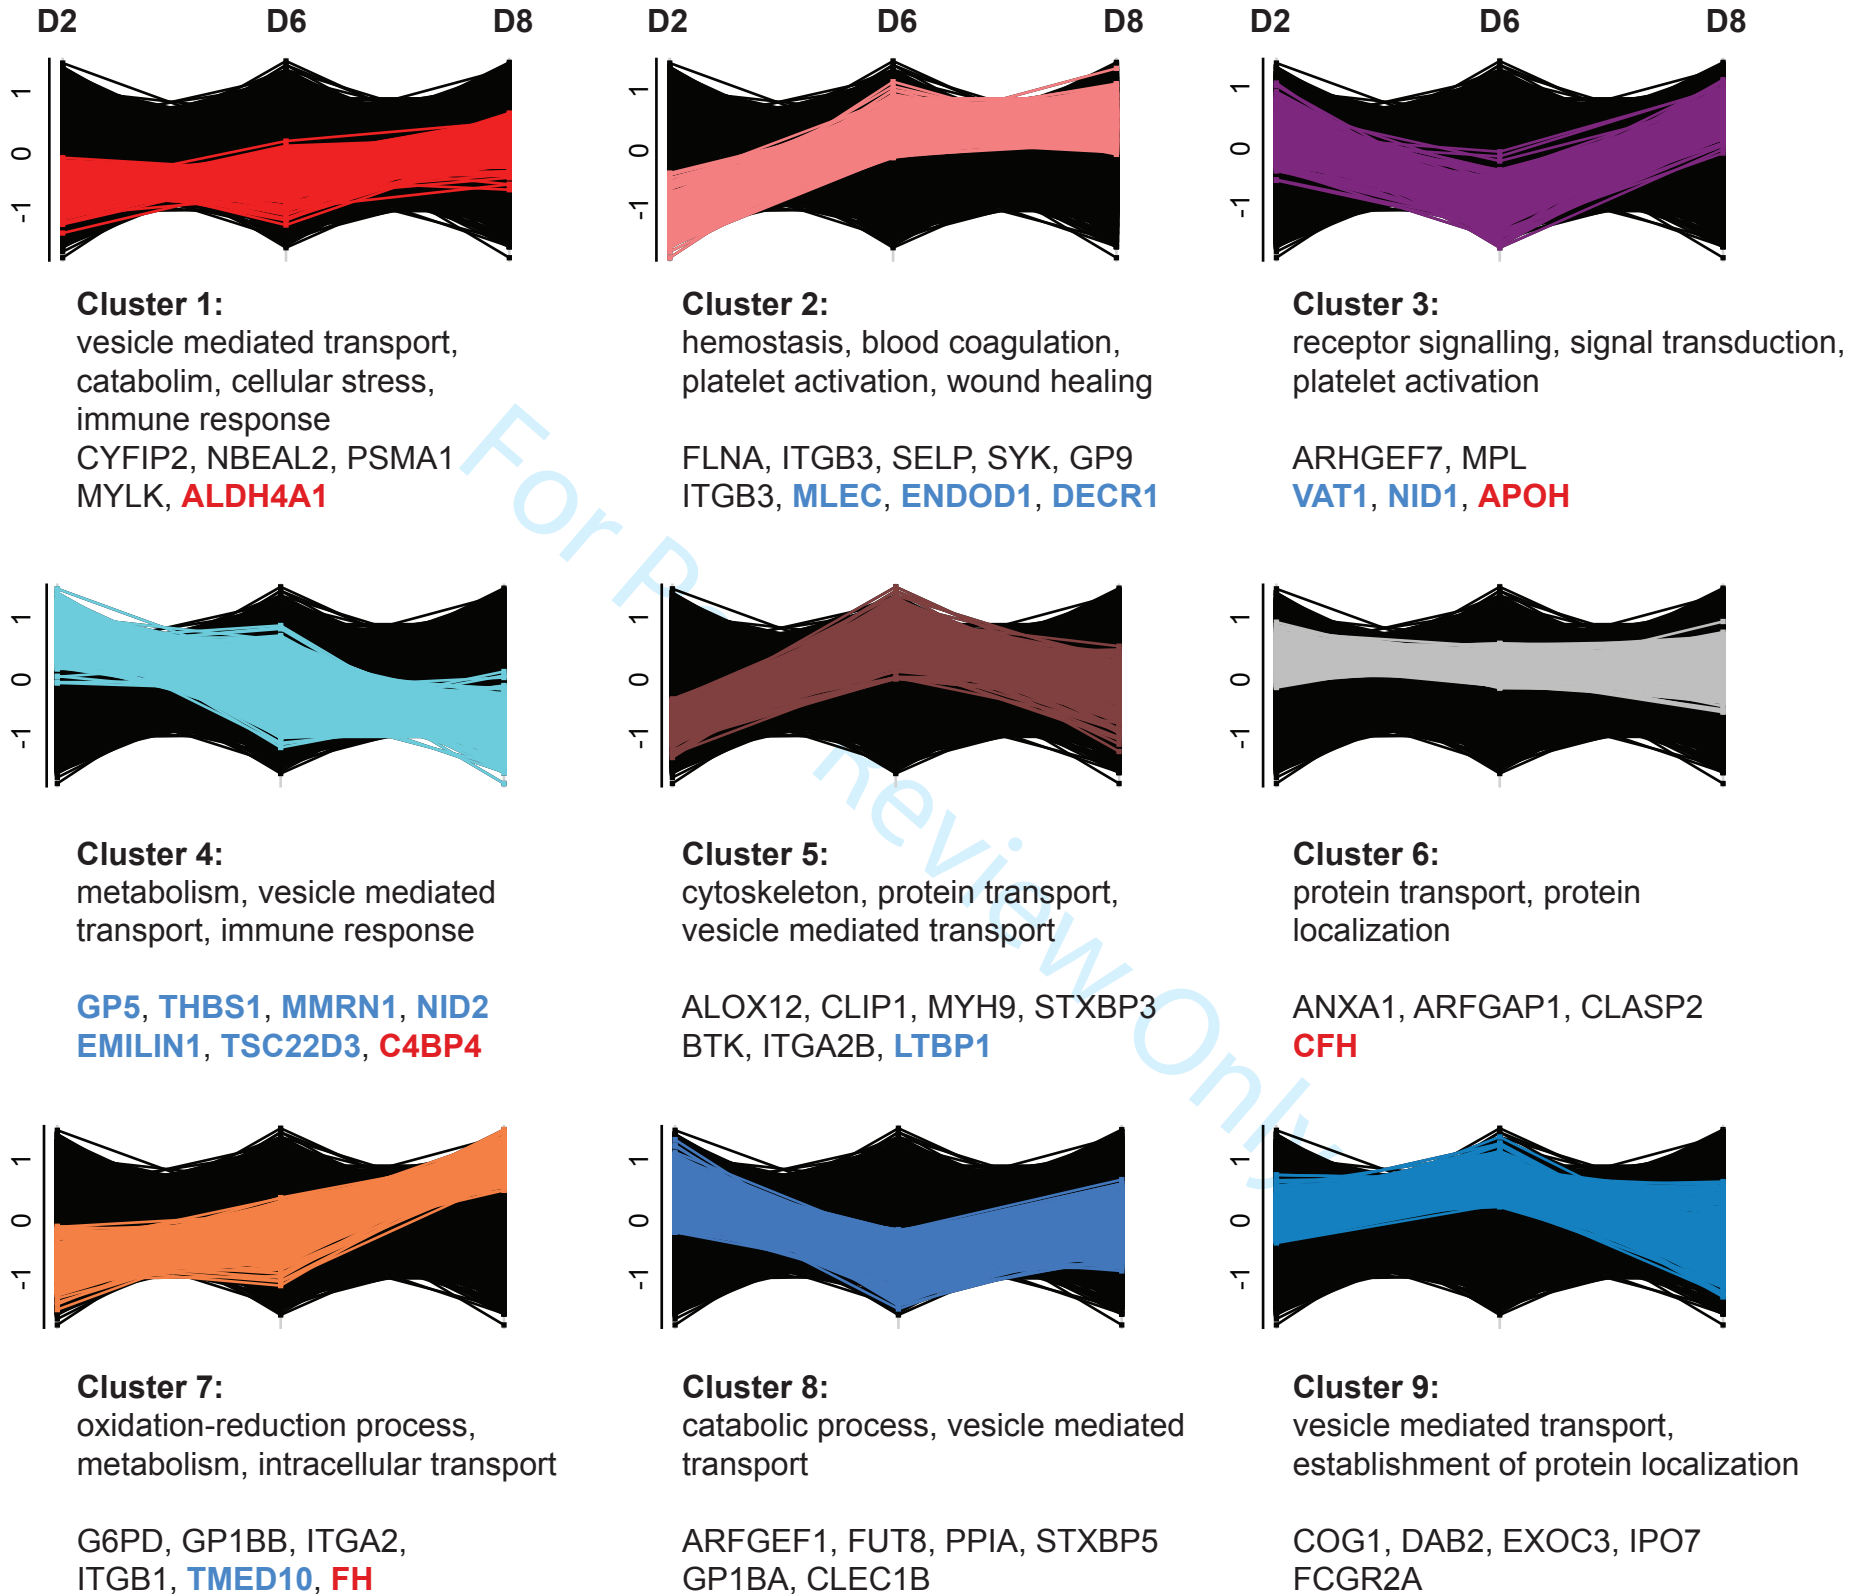 D2 D6 D8 D2 D6 D8 D2 D6 D8
1 0 -1
1 0 -1
1 0 -1
Cluster 1:
vesicle mediated transport,
catabolim, cellular stress,
immune response
CYFIP2, NBEAL2, PSMA1
MYLK, ALDH4A1
Cluster 2:
hemostasis, blood coagulation,
platelet activation, wound healing
FLNA, ITGB3, SELP, SYK, GP9
ITGB3, MLEC, ENDOD1, DECR1
Cluster 3:
receptor signalling, signal transduction,
platelet activation
ARHGEF7, MPL
VAT1, NID1, APOH
1 0 -1
1 0 -1
1 0 -1
Cluster 4:
metabolism, vesicle mediated
transport, immune response
GP5, THBS1, MMRN1, NID2
EMILIN1, TSC22D3, C4BP4
Cluster 5:
cytoskeleton, protein transport,
vesicle mediated transport
ALOX12, CLIP1, MYH9, STXBP3
BTK, ITGA2B, LTBP1
Cluster 6:
protein transport, protein
localization
ANXA1, ARFGAP1, CLASP2
CFH
1 0 -1
1 0 -1
1 0 -1
Cluster 7:
oxidation-reduction process,
metabolism, intracellular transport
G6PD, GP1BB, ITGA2,
ITGB1, TMED10, FH
Cluster 8:
catabolic process, vesicle mediated
transport
ARFGEF1, FUT8, PPIA, STXBP5
GP1BA, CLEC1B
Cluster 9:
vesicle mediated transport,
establishment of protein localization
COG1, DAB2, EXOC3, IPO7
FCGR2A
For Review Only